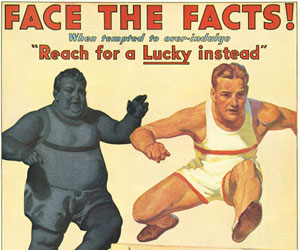 FACE THE FACTS!
When tempted to over-indulge
"Reach for a Lucky instead"